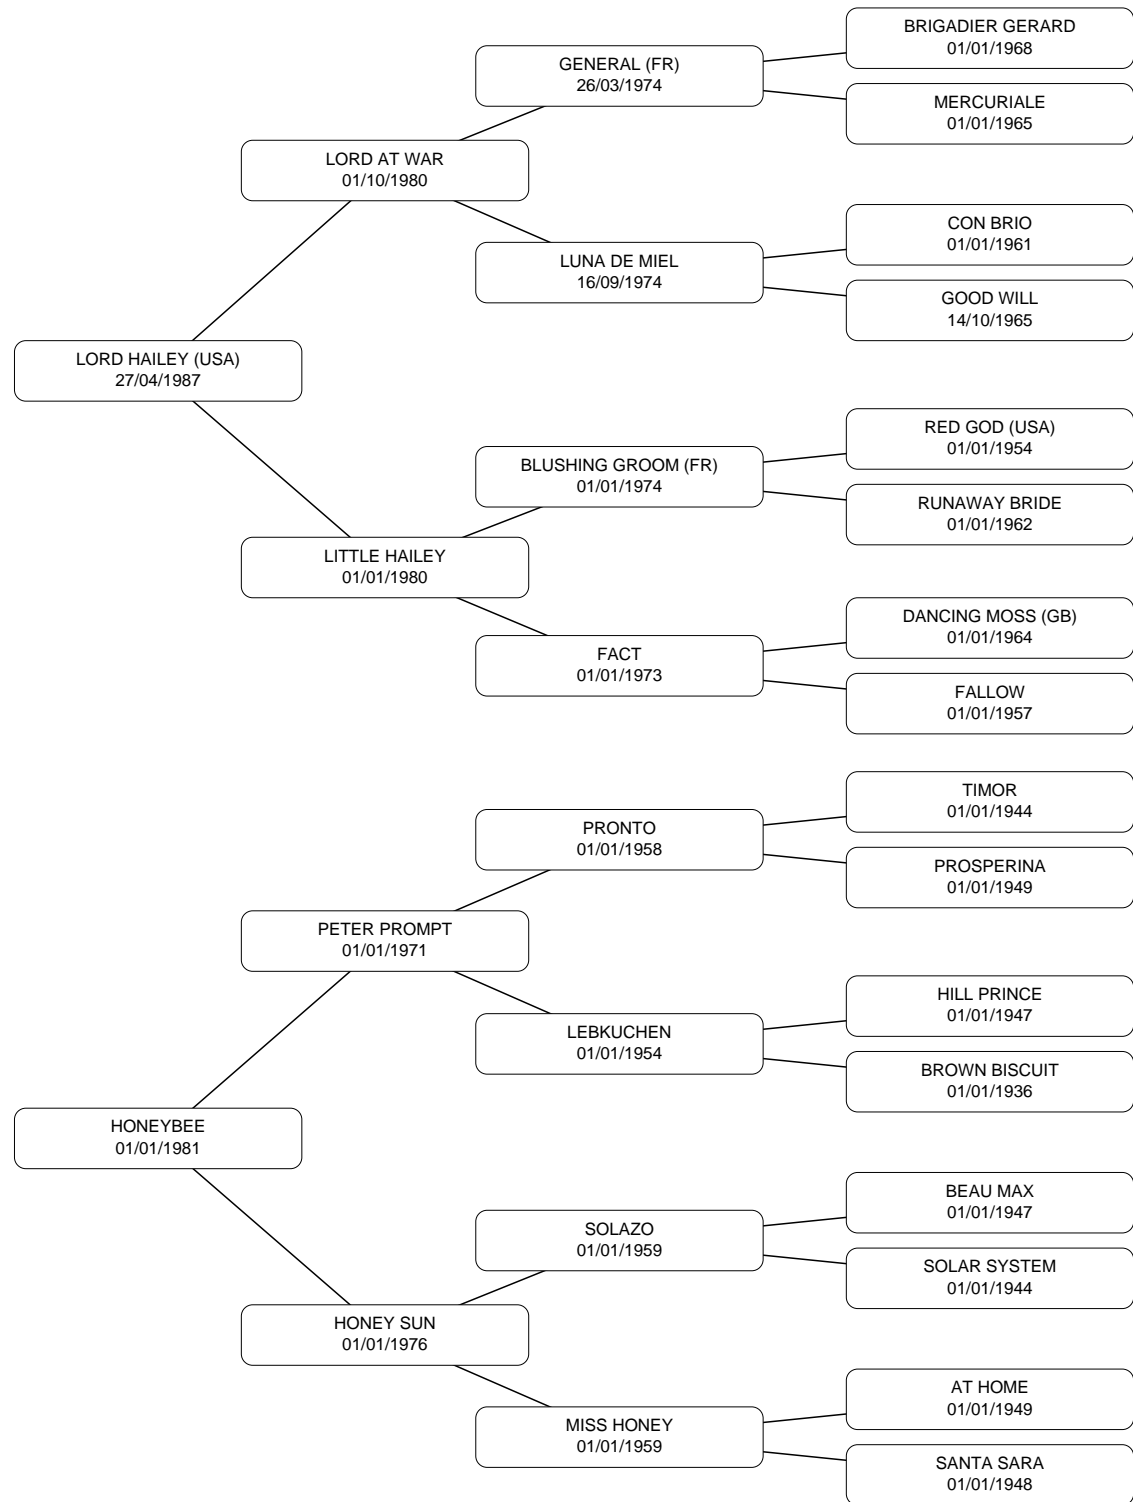 BRIGADIER GERARD
01/01/1968
GENERAL (FR)
26/03/1974
MERCURIALE
01/01/1965
LORD AT WAR
01/10/1980
CON BRIO
01/01/1961
LUNA DE MIEL
16/09/1974
GOOD WILL
14/10/1965
LORD HAILEY (USA)
27/04/1987
RED GOD (USA)
01/01/1954
BLUSHING GROOM (FR)
01/01/1974
RUNAWAY BRIDE
01/01/1962
LITTLE HAILEY
01/01/1980
DANCING MOSS (GB)
01/01/1964
FACT
01/01/1973
FALLOW
01/01/1957
TIMOR
01/01/1944
PRONTO
01/01/1958
PROSPERINA
01/01/1949
PETER PROMPT
01/01/1971
HILL PRINCE
01/01/1947
LEBKUCHEN
01/01/1954
BROWN BISCUIT
01/01/1936
HONEYBEE
01/01/1981
BEAU MAX
01/01/1947
SOLAZO
01/01/1959
SOLAR SYSTEM
01/01/1944
HONEY SUN
01/01/1976
AT HOME
01/01/1949
MISS HONEY
01/01/1959
SANTA SARA
01/01/1948